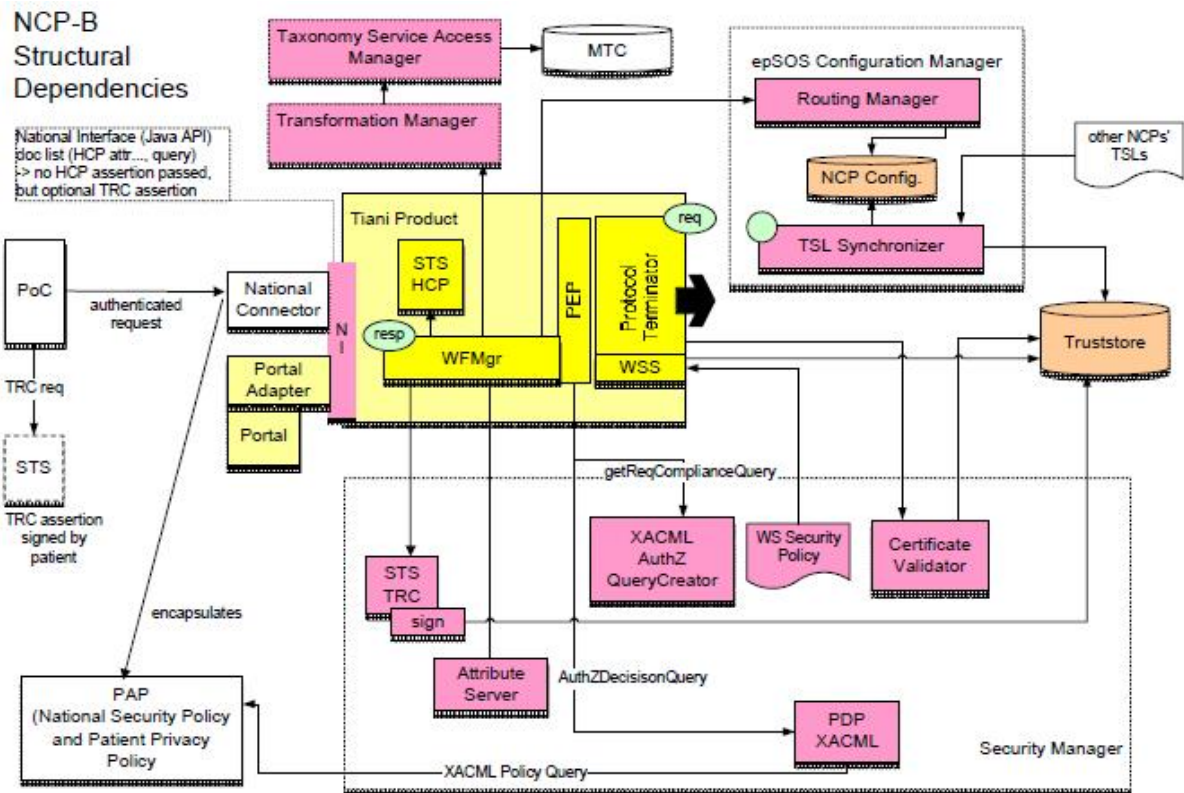 NCP-B
Structural
Dependencies
Taxonomy Service Access
Manager
MTC
Transformation Manager
epSOS Configuration Manager
Routing Manager
NCP Config.
TSL Synchronizer
other NCPs'
TSLs
National Interface (Java API)
doc list (HCP attr..., query)
-> no HCP assertion passed,
but optional TRC assertion
Tiani Product
req
STS
HCP
PEP
Protocol
Terminator
PoC
authenticated
request
National
Connector
N
I
resp
WFMgr
WSS
Truststore
TRC req
Portal
Adapter
Portal
STS
TRC assertion
signed by
patient
getReqComplianceQuery
XACML
AuthZ
QueryCreator
WS Security
Policy
Certificate
Validator
STS
TRC
sign
encapsulates
Attribute
Server
AuthZDecisisonQuery
PAP
(National Security Policy
and Patient Privacy
Policy
PDP
XACML
Security Manager
XACML Policy Query